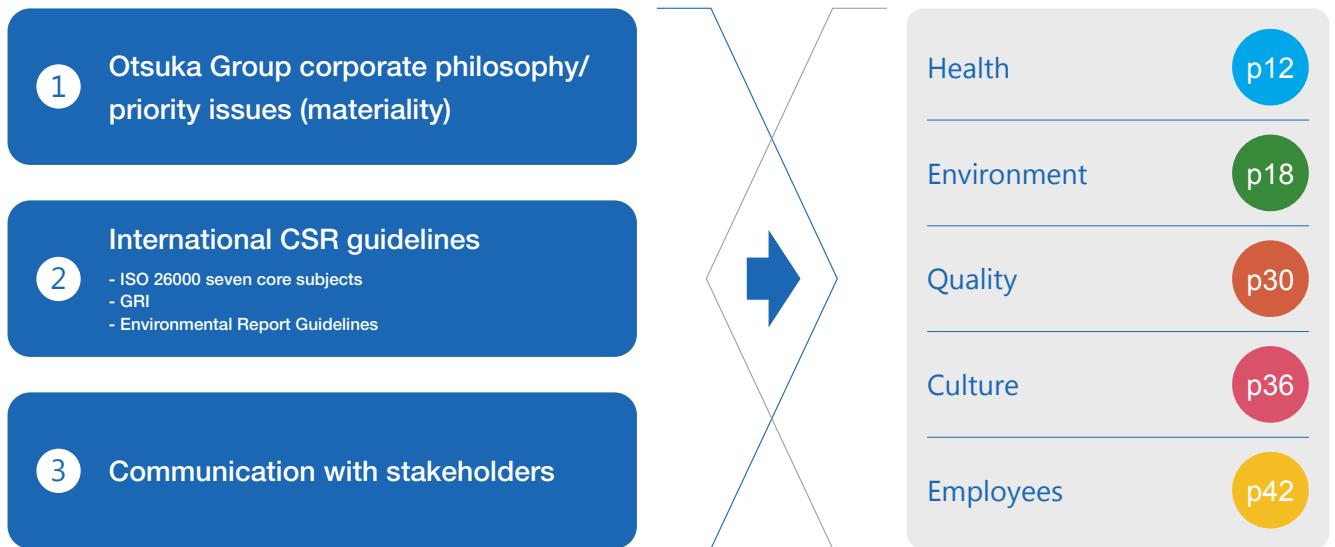 1
Otsuka Group corporate philosophy/
priority issues (materiality)
2
International CSR guidelines
- ISO 26000 seven core subjects
- GRI
- Environmental Report Guidelines
3
Communication with stakeholders
Health p12
Environment p18
Quality p30
Culture p36
Employees p42